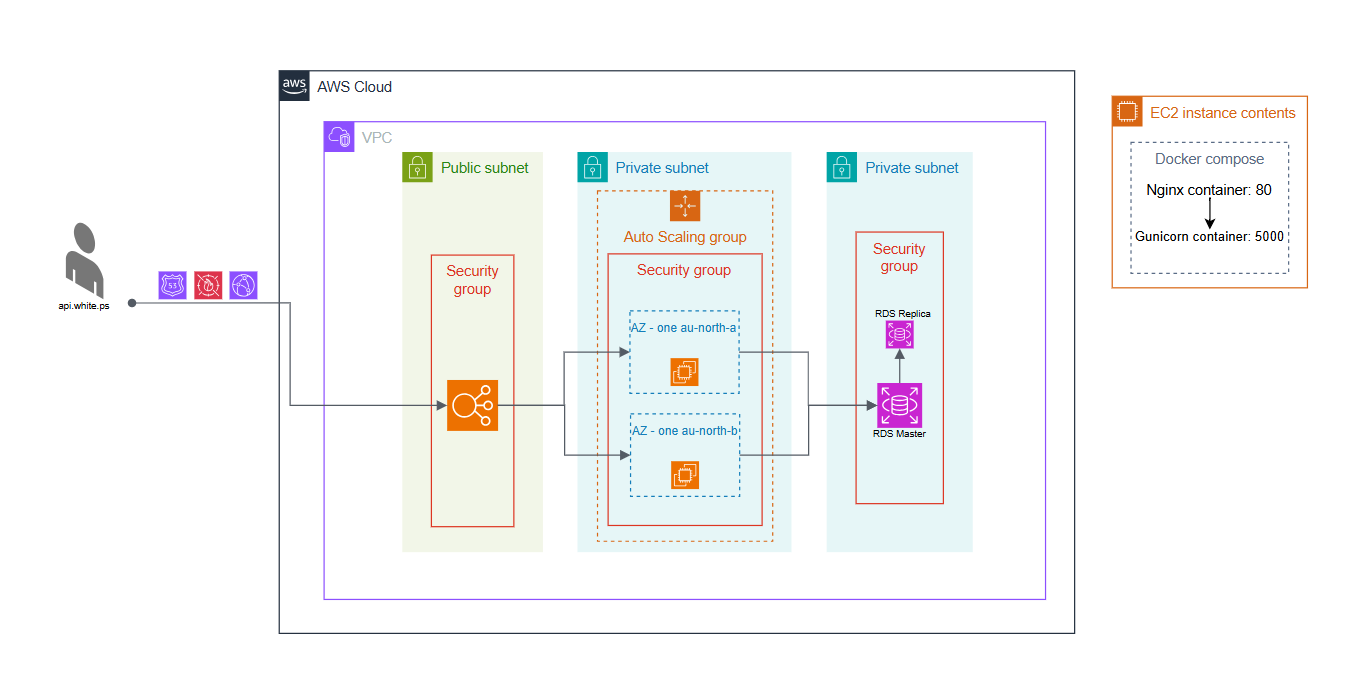 aws
AWS Cloud
VPC
Public subnet
Private subnet
Private subnet
Auto Scaling group
Security
group
Security group
Security
group
AZ - one au-north-a
AZ - one au-north-b
RDS Replica
RDS Master
53
api.white.ps
EC2 instance contents
Docker compose
Nginx container: 80
Gunicorn container: 5000